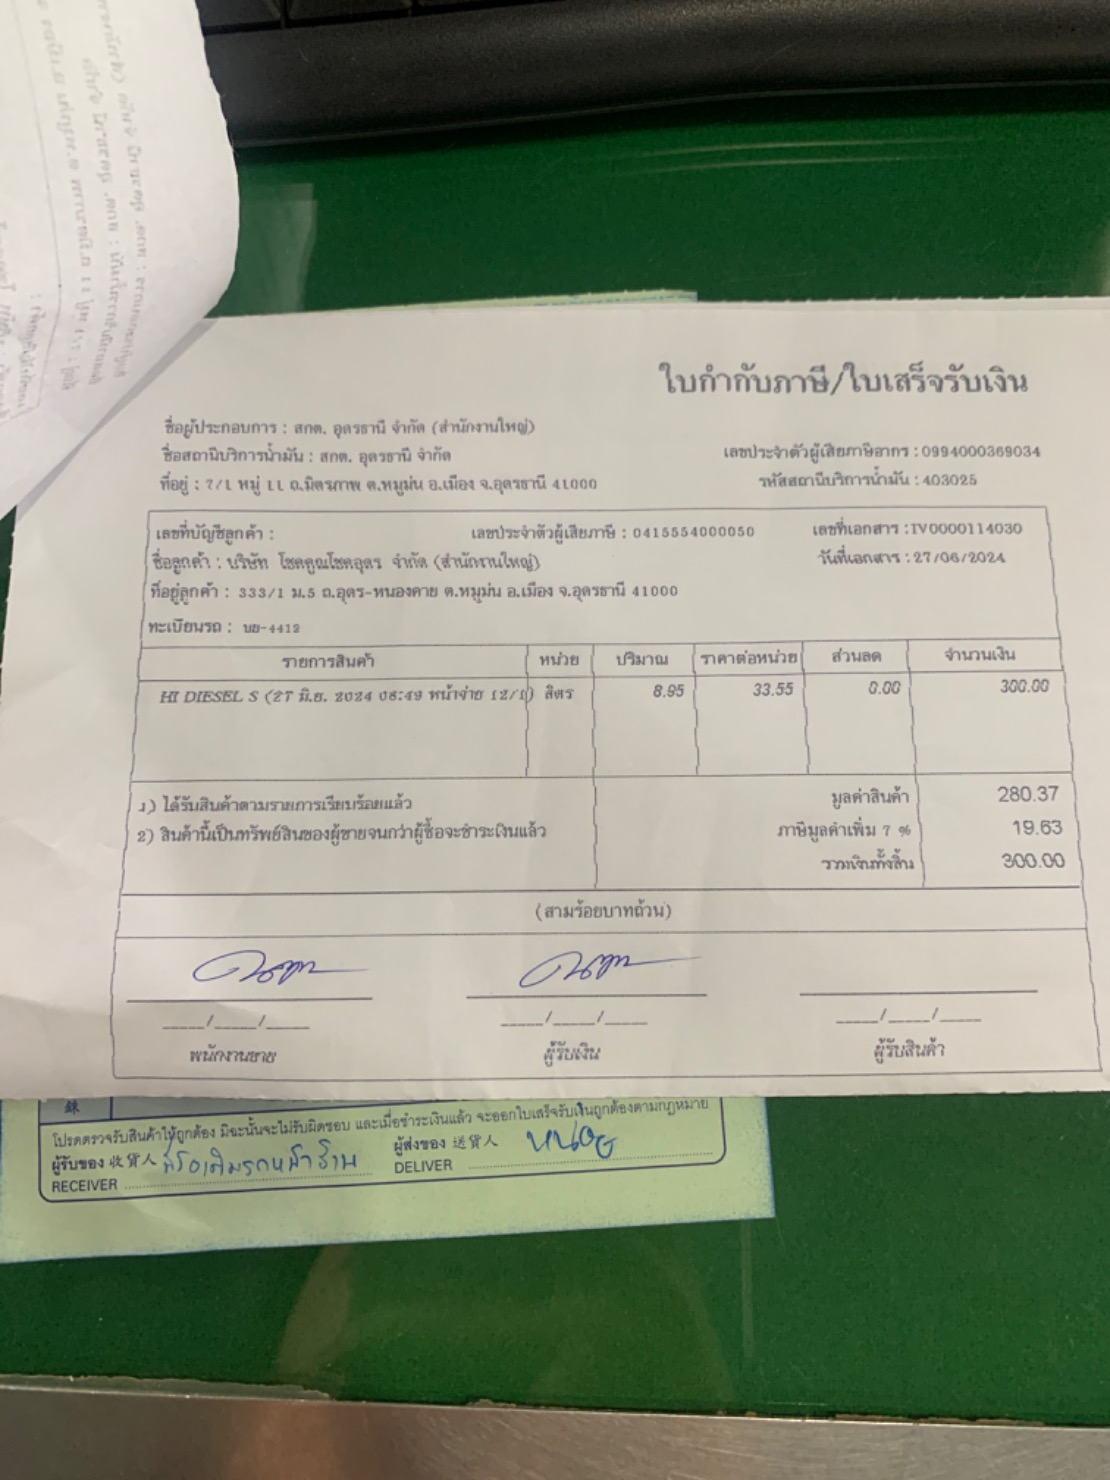 ใบกำกับภาษี/ใบเสร็จรับเงิน
ชื่อผู้ประกอบการ : สกต. อุดรธานี จำกัด (สำนักงานใหญ่)
ชื่อสถานีบริการน้ำมัน : สกต. อุดรธานี จำกัด เลขประจำตัวผู้เสียภาษีอากร : 0994000369034
ที่อยู่ : 7/1 หมู่ 11 ถ.มิตรภาพ ต.หมูม่น อ.เมือง จ.อุดรธานี 41000 รหัสสถานีบริการน้ำมัน : 403025
เลขที่บัญชีลูกค้า : เลขประจำตัวผู้เสียภาษี : 0415554000050 เลขที่เอกสาร : IV0000114030
ชื่อลูกค้า : บริษัท โชคคูณโชคอุดร จำกัด (สำนักงานใหญ่) วันที่เอกสาร : 27/06/2024
ที่อยู่ลูกค้า : 333/1 ม.5 ถ.อุดร-หนองคาย ต.หมูม่น อ.เมือง จ.อุดรธานี 41000
ทะเบียนรถ : บย-4412
รายการสินค้า หน่วย ปริมาณ ราคาต่อหน่วย ส่วนลด จำนวนเงิน
HI DIESEL S (27 มิ.ย. 2024 06:49 หน้าจ่าย 12/1) ลิตร 8.95 33.55 0.00 300.00
1) ได้รับสินค้าตามรายการเรียบร้อยแล้ว มูลค่าสินค้า 280.37
2) สินค้านี้เป็นทรัพย์สินของผู้ขายจนกว่าผู้ซื้อจะชำระเงินแล้ว ภาษีมูลค่าเพิ่ม 7 % 19.63
รวมเงินทั้งสิ้น 300.00
(สามร้อยบาทถ้วน)
____/____/____ ____/____/____ ____/____/____
พนักงานขาย ผู้รับเงิน ผู้รับสินค้า
โปรดตรวจรับสินค้าให้ถูกต้อง มิฉะนั้นจะไม่รับผิดชอบ และเมื่อชำระเงินแล้ว จะออกใบเสร็จรับเงินถูกต้องตามกฎหมาย
ผู้รับของ 收貨人 ผู้ส่งของ 送貨人
RECEIVER DELIVER